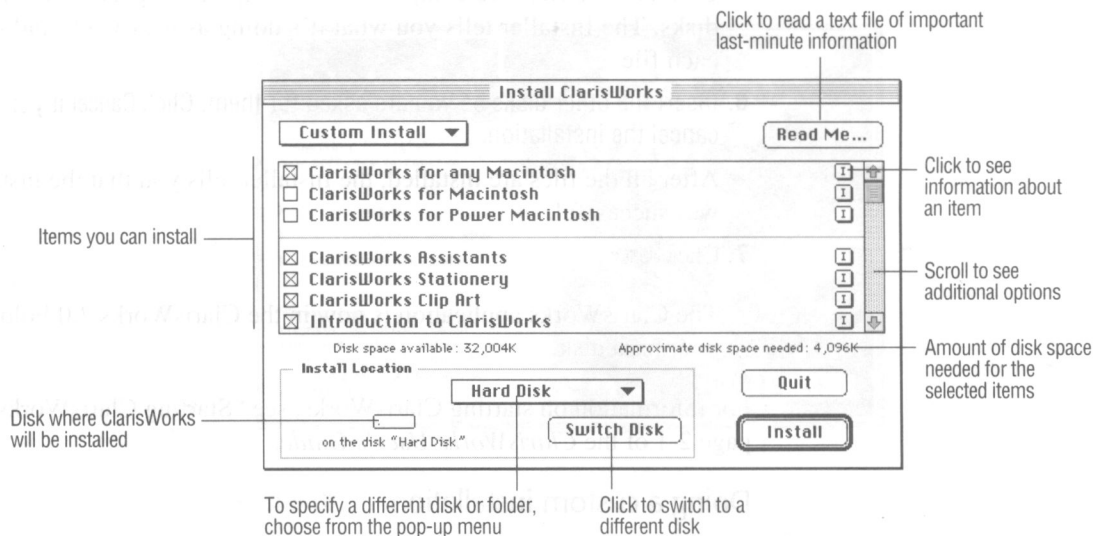 Click to read a text file of important
last-minute information
Install ClarisWorks
Custom Install
Read Me...
ClarisWorks for any Macintosh
ClarisWorks for Macintosh
ClarisWorks for Power Macintosh
Click to see
information about
an item
Items you can install
ClarisWorks Assistants
ClarisWorks Stationery
ClarisWorks Clip Art
Introduction to ClarisWorks
Scroll to see
additional options
Disk space available: 32,004K
Approximate disk space needed: 4,096K
Amount of disk space
needed for the
selected items
Install Location
Hard Disk
Quit
Disk where ClarisWorks
will be installed
on the disk "Hard Disk"
Switch Disk
Install
To specify a different disk or folder,
choose from the pop-up menu
Click to switch to a
different disk